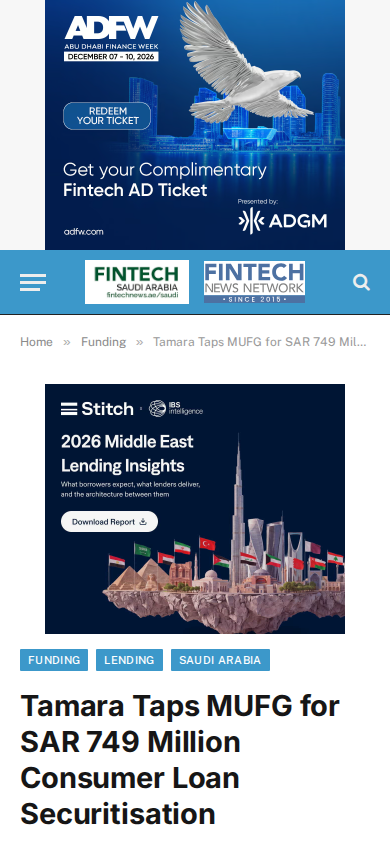 ADFW
ABU DHABI FINANCE WEEK
DECEMBER 07 - 10, 2026
REDEEM
YOUR TICKET
Get your Complimentary
Fintech AD Ticket
Presented by:
ADGM
adfw.com
FINTECH
SAUDI ARABIA
fintechnews.ae/saudi
FINTECH
NEWS NETWORK
• SINCE 2015 •
Home » Funding » Tamara Taps MUFG for SAR 749 Mil...
Stitch
IBS
intelligence
2026 Middle East
Lending Insights
What borrowers expect, what lenders deliver,
and the architecture between them
Download Report
FUNDING
LENDING
SAUDI ARABIA
Tamara Taps MUFG for
SAR 749 Million
Consumer Loan
Securitisation